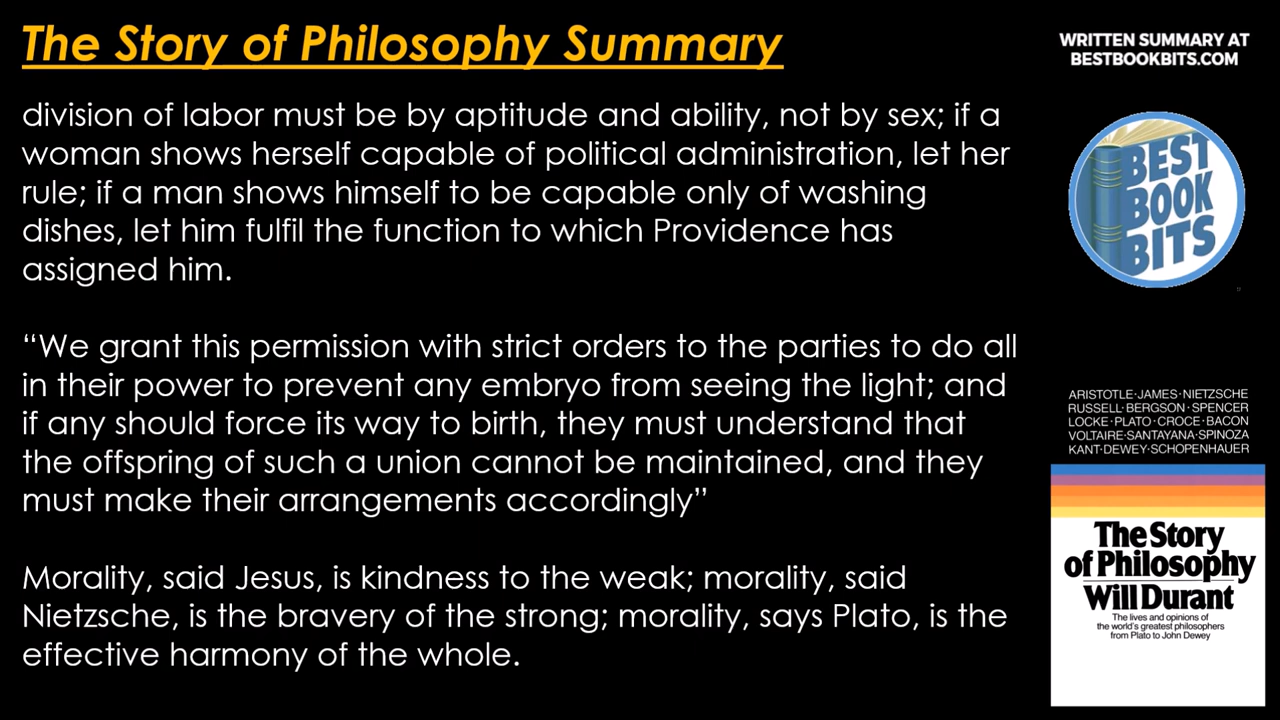 The Story of Philosophy Summary
WRITTEN SUMMARY AT
BESTBOOKBITS.COM
division of labor must be by aptitude and ability, not by sex; if a
woman shows herself capable of political administration, let her
rule; if a man shows himself to be capable only of washing
dishes, let him fulfil the function to which Providence has
assigned him.
“We grant this permission with strict orders to the parties to do all
in their power to prevent any embryo from seeing the light; and
if any should force its way to birth, they must understand that
the offspring of such a union cannot be maintained, and they
must make their arrangements accordingly”
Morality, said Jesus, is kindness to the weak; morality, said
Nietzsche, is the bravery of the strong; morality, says Plato, is the
effective harmony of the whole.
BEST
BOOK
BITS
ARISTOTLE·JAMES·NIETZSCHE
RUSSELL·BERGSON·SPENCER
LOCKE·PLATO·CROCE·BACON
VOLTAIRE·SANTAYANA·SPINOZA
KANT·DEWEY·SCHOPENHAUER
The Story
of Philosophy
Will Durant
The lives and opinions of
the world's greatest philosophers
from Plato to John Dewey